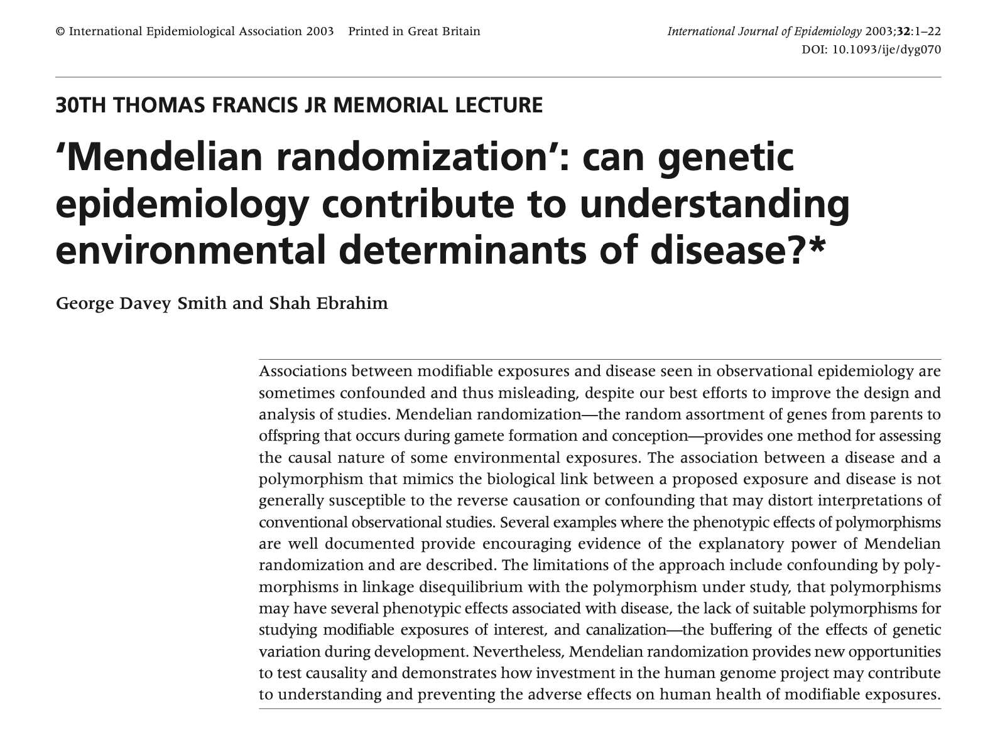 © International Epidemiological Association 2003 Printed in Great Britain
International Journal of Epidemiology 2003;32:1–22
DOI: 10.1093/ije/dyg070
30TH THOMAS FRANCIS JR MEMORIAL LECTURE
‘Mendelian randomization’: can genetic
epidemiology contribute to understanding
environmental determinants of disease?*
George Davey Smith and Shah Ebrahim
Associations between modifiable exposures and disease seen in observational epidemiology are
sometimes confounded and thus misleading, despite our best efforts to improve the design and
analysis of studies. Mendelian randomization—the random assortment of genes from parents to
offspring that occurs during gamete formation and conception—provides one method for assessing
the causal nature of some environmental exposures. The association between a disease and a
polymorphism that mimics the biological link between a proposed exposure and disease is not
generally susceptible to the reverse causation or confounding that may distort interpretations of
conventional observational studies. Several examples where the phenotypic effects of polymorphisms
are well documented provide encouraging evidence of the explanatory power of Mendelian
randomization and are described. The limitations of the approach include confounding by poly-
morphisms in linkage disequilibrium with the polymorphism under study, that polymorphisms
may have several phenotypic effects associated with disease, the lack of suitable polymorphisms for
studying modifiable exposures of interest, and canalization—the buffering of the effects of genetic
variation during development. Nevertheless, Mendelian randomization provides new opportunities
to test causality and demonstrates how investment in the human genome project may contribute
to understanding and preventing the adverse effects on human health of modifiable exposures.